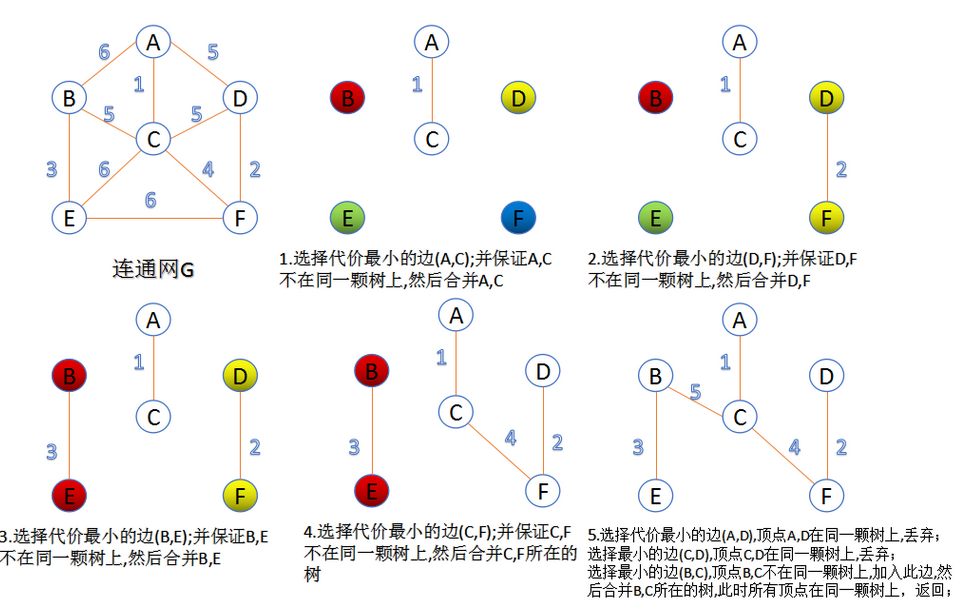 A
6
5
B
1
D
5
5
C
3
6
4
2
6
E
F
连通网G
A
1
B
D
C
E
F
1.选择代价最小的边(A,C);并保证A,C
不在同一颗树上,然后合并A,C
A
1
B
D
C
2
E
F
2.选择代价最小的边(D,F);并保证D,F
不在同一颗树上,然后合并D,F
A
1
B
D
C
3
2
E
F
3.选择代价最小的边(B,E);并保证B,E
不在同一颗树上,然后合并B,E
A
1
B
D
C
3
4
2
E
F
4.选择代价最小的边(C,F);并保证C,F
不在同一颗树上,然后合并C,F所在的
树
A
1
B
D
5
C
3
4
2
E
F
5.选择代价最小的边(A,D),顶点A,D在同一颗树上,丢弃;
选择最小的边(C,D),顶点C,D在同一颗树上,丢弃;
选择最小的边(B,C),顶点B,C不在同一颗树上,加入此边,然
后合并B,C所在的树,此时所有顶点在同一颗树上，返回;